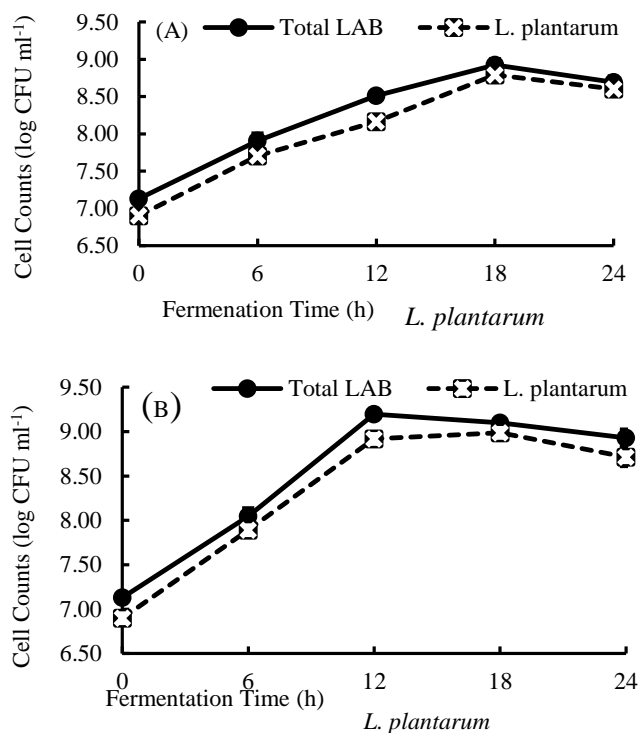 (A) Total LAB L. plantarum
Cell Counts (log CFU ml-1)
9.50
9.00
8.50
8.00
7.50
7.00
6.50
0 6 12 18 24
Fermenation Time (h) L. plantarum
(B) Total LAB L. plantarum
Cell Counts (log CFU ml-1)
9.50
9.00
8.50
8.00
7.50
7.00
6.50
0 6 12 18 24
Fermentation Time (h)
L. plantarum